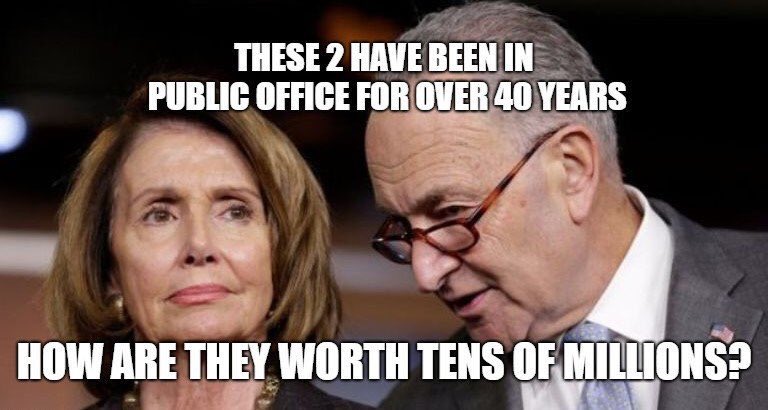 THESE 2 HAVE BEEN IN
PUBLIC OFFICE FOR OVER 40 YEARS
HOW ARE THEY WORTH TENS OF MILLIONS?